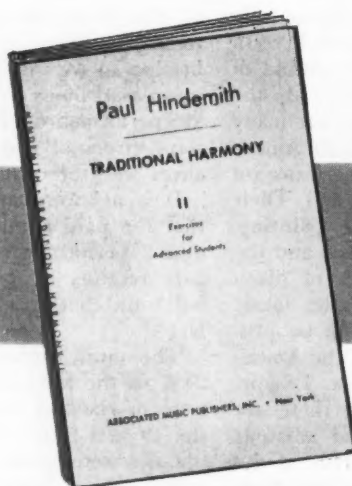 Paul Hindemith
TRADITIONAL HARMONY
II
Exercises
for
Advanced Students
ASSOCIATED MUSIC PUBLISHERS, INC. • New York